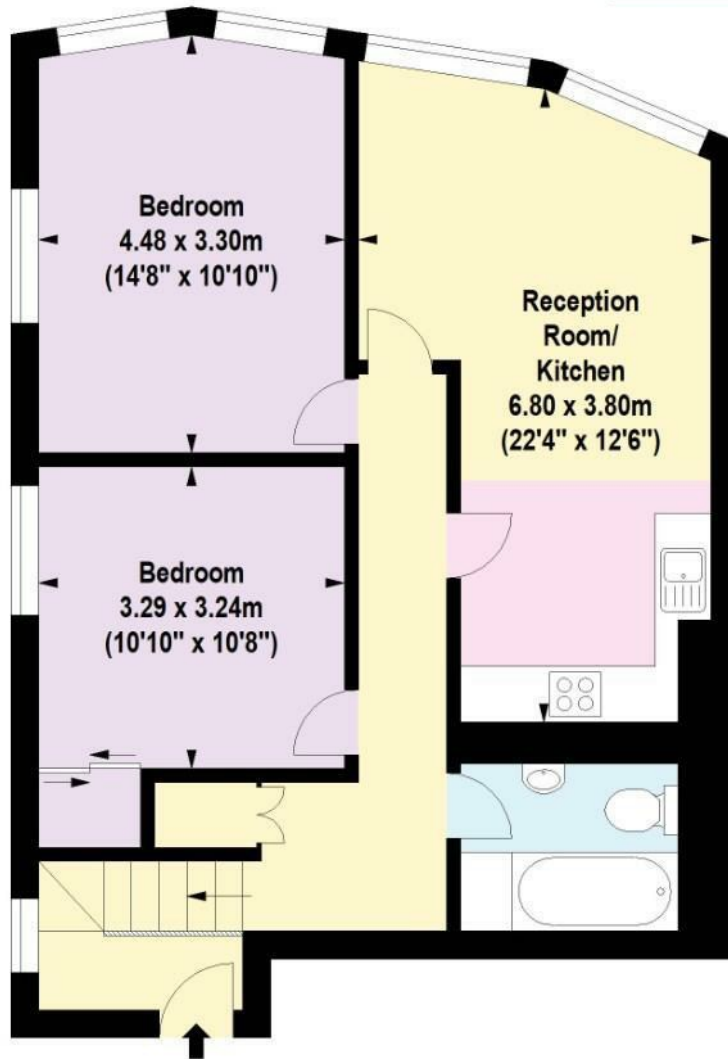 Bedroom
4.48 x 3.30m
(14'8" x 10'10")
Reception
Room/
Kitchen
6.80 x 3.80m
(22'4" x 12'6")
Bedroom
3.29 x 3.24m
(10'10" x 10'8")